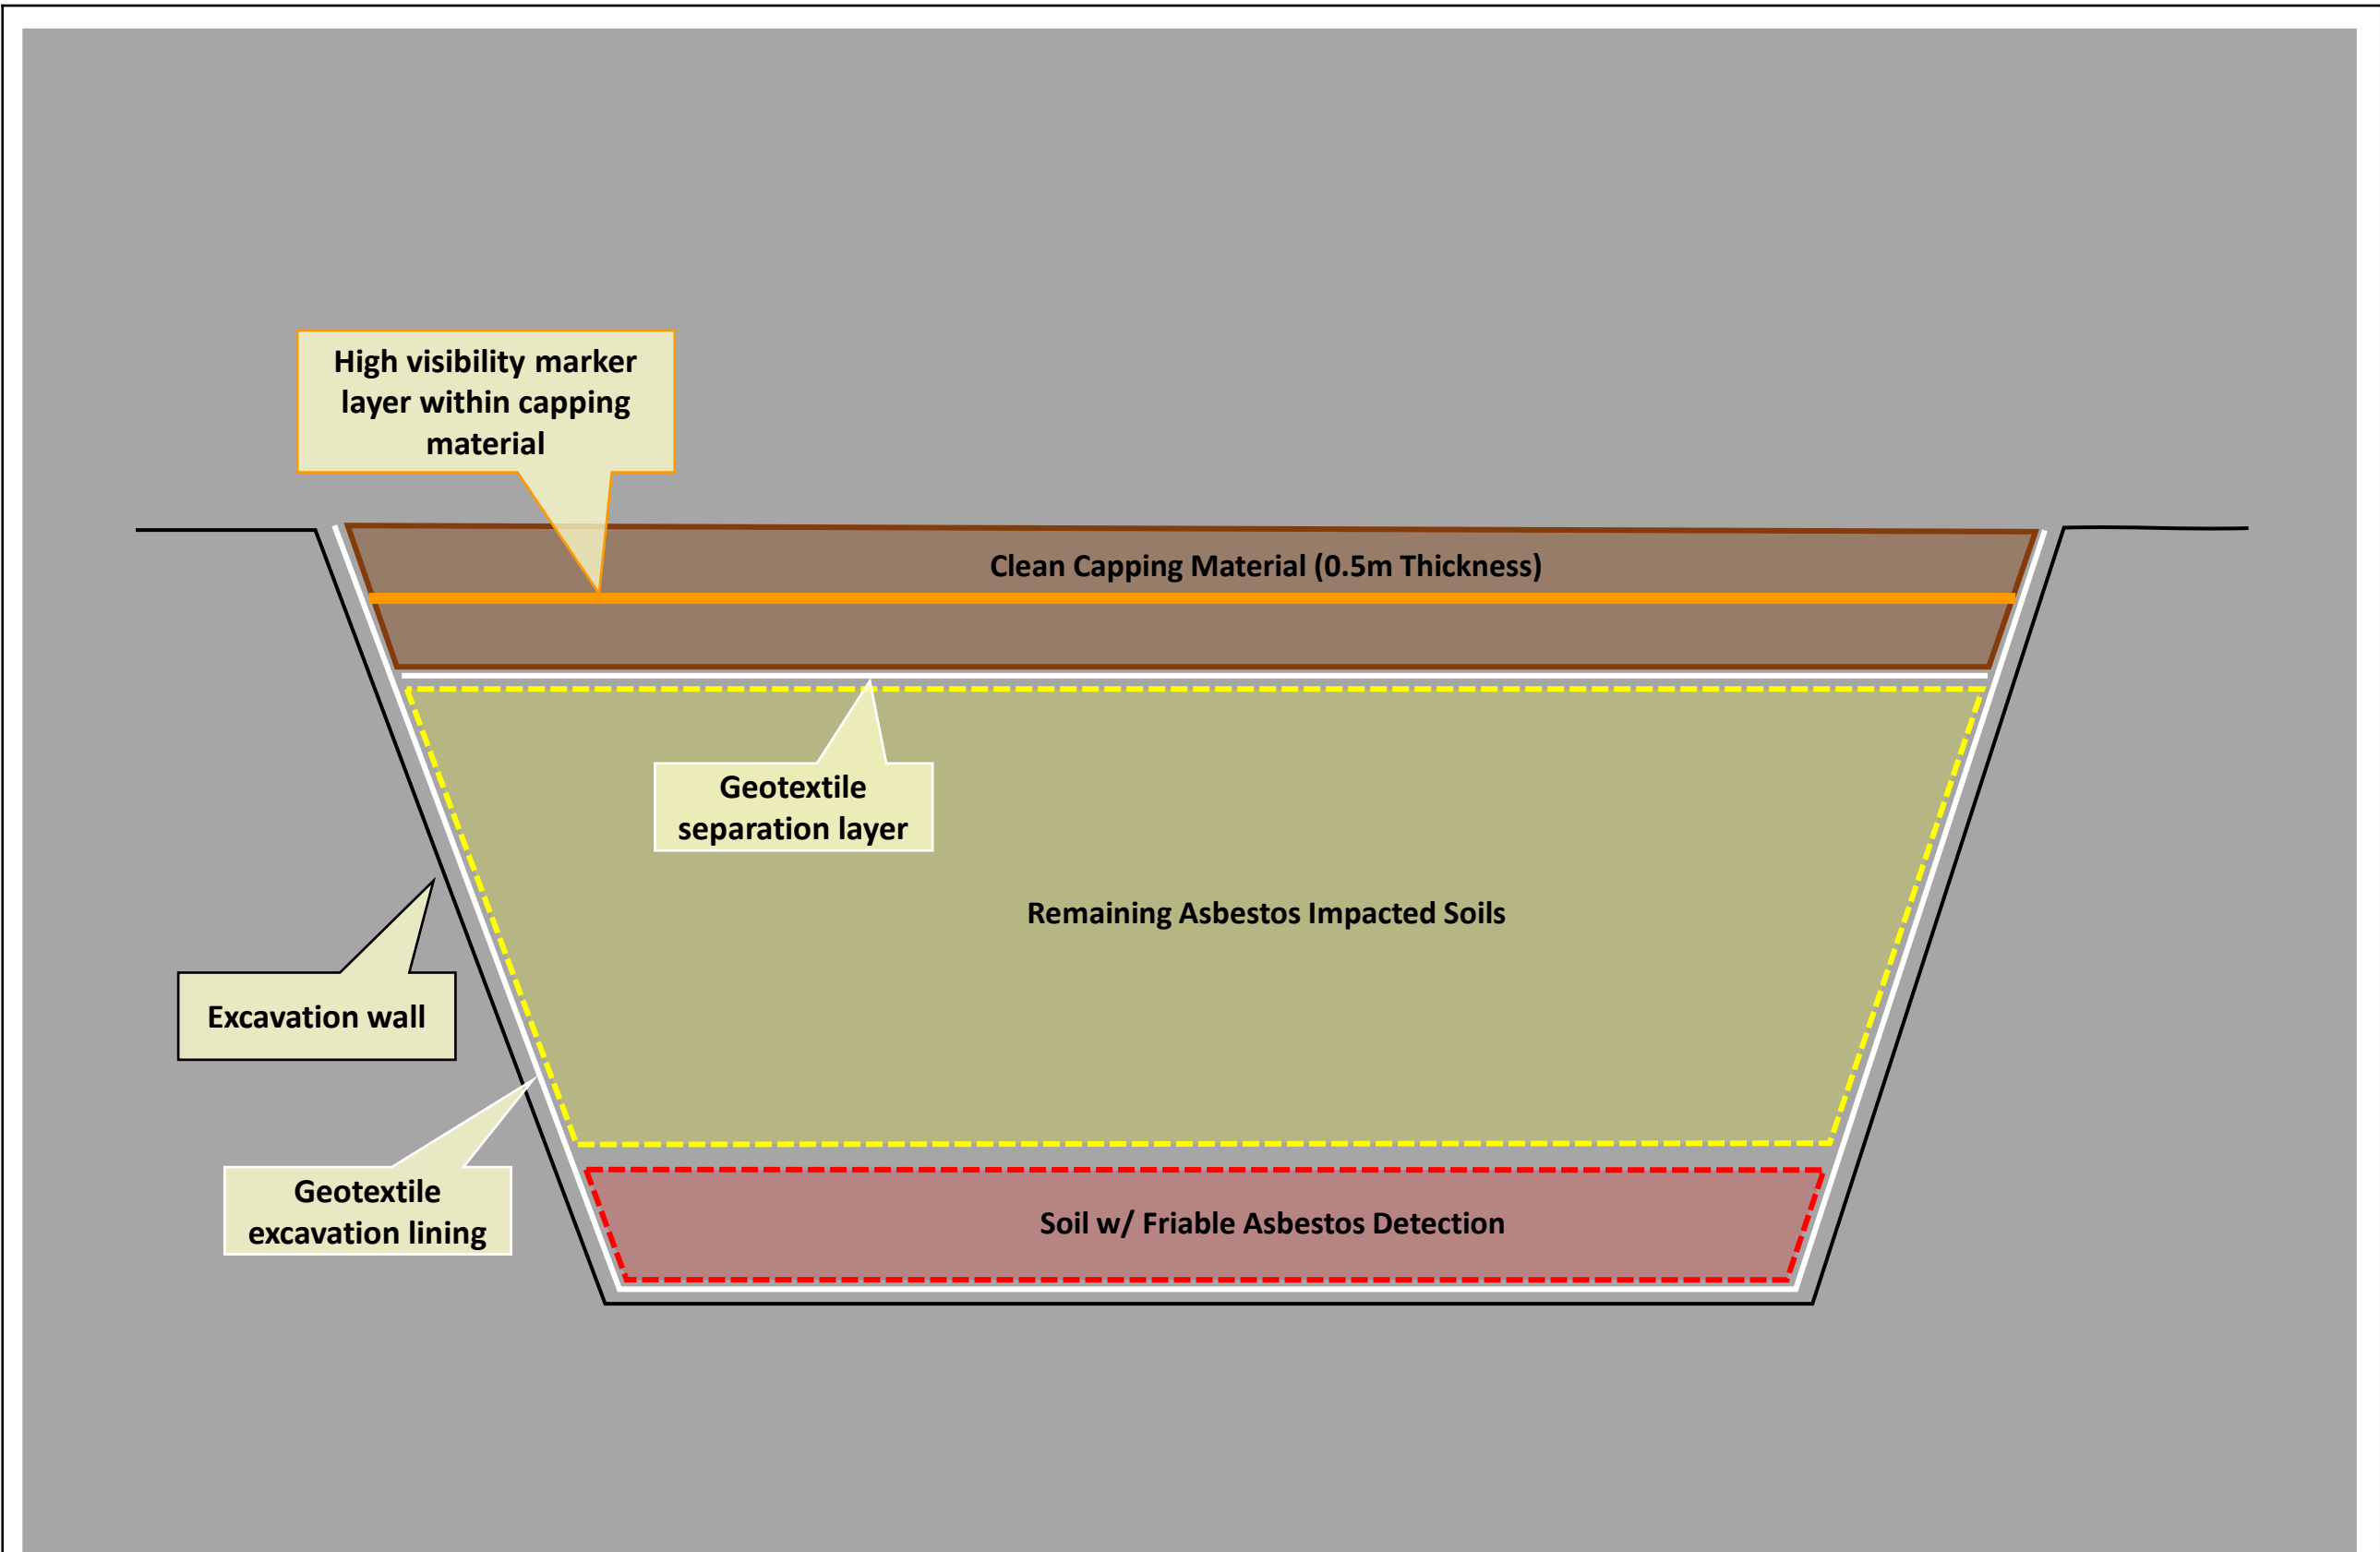 High visibility marker
layer within capping
material
Clean Capping Material (0.5m Thickness)
Geotextile
separation layer
Remaining Asbestos Impacted Soils
Excavation wall
Geotextile
excavation lining
Soil w/ Friable Asbestos Detection